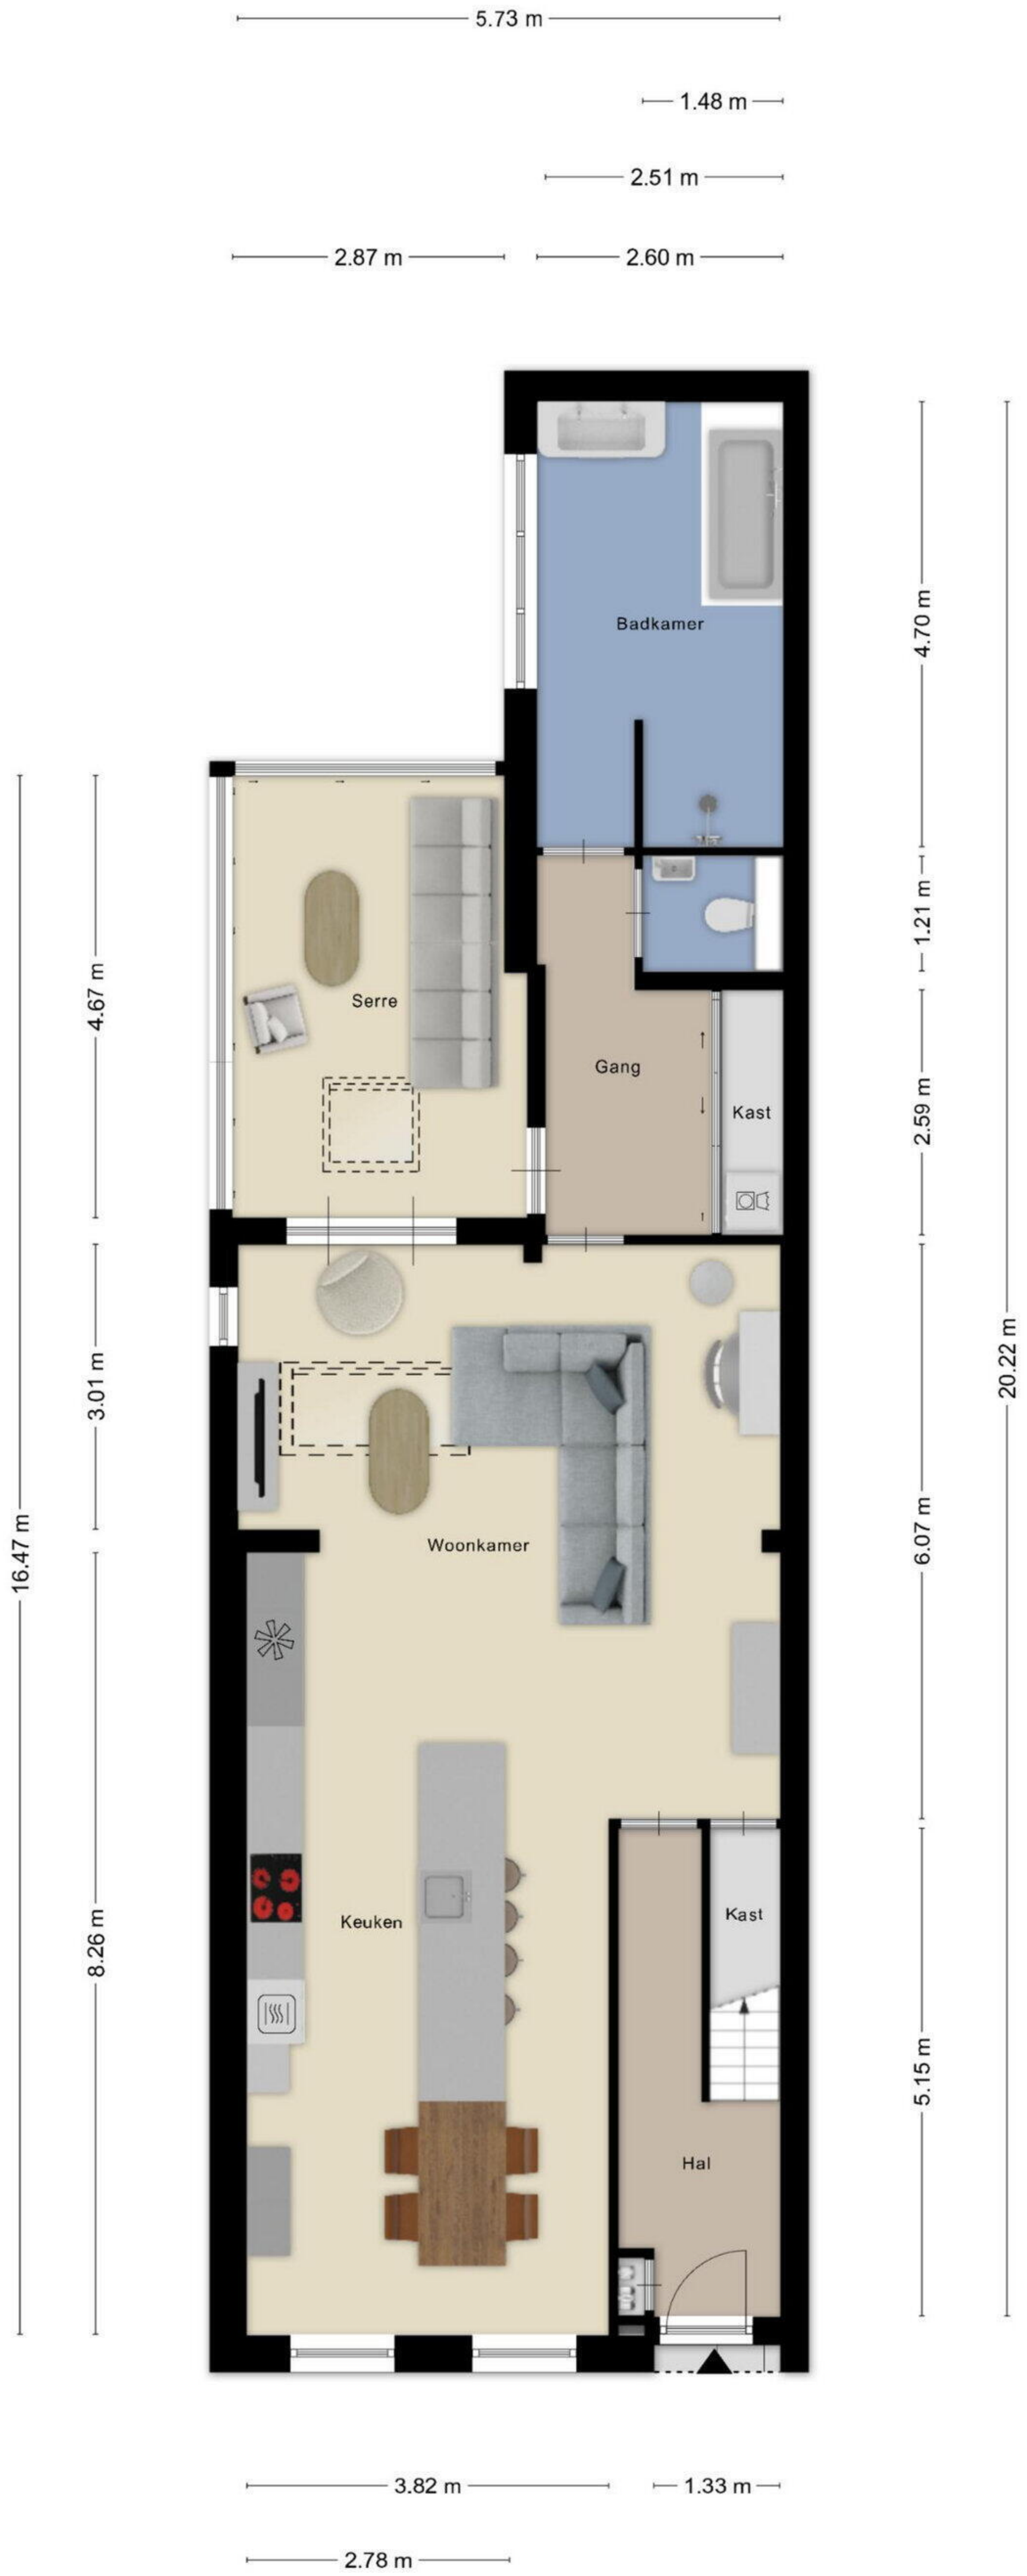 5.73 m
1.48 m
2.51 m
2.87 m
2.60 m
4.70 m
Badkamer
1.21 m
4.67 m
Serre
Gang
Kast
2.59 m
3.01 m
20.22 m
16.47 m
Woonkamer
6.07 m
8.26 m
Keuken
Kast
5.15 m
Hal
3.82 m
1.33 m
2.78 m